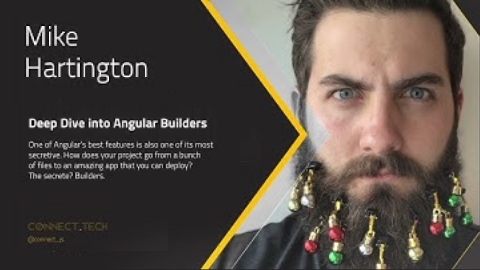 Mike
Hartington
Deep Dive into Angular Builders
One of Angular's best features is also one of its most
secretive. How does your project go from a bunch
of files to an amazing app that you can deploy?
The secrete? Builders.
CONNECT.TECH
@connect_js